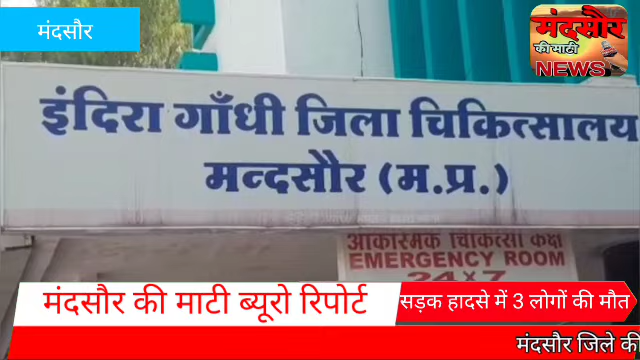 मंदसौर
मंदसौर
की माटी
NEWS
इंदिरा गाँधी जिला चिकित्सालय
मन्दसौर (म.प्र.)
आकस्मिक चिकित्सा कक्ष
EMERGENCY ROOM
24×7
मंदसौर की माटी ब्यूरो रिपोर्ट
सड़क हादसे में 3 लोगों की मौत
मंदसौर जिले की